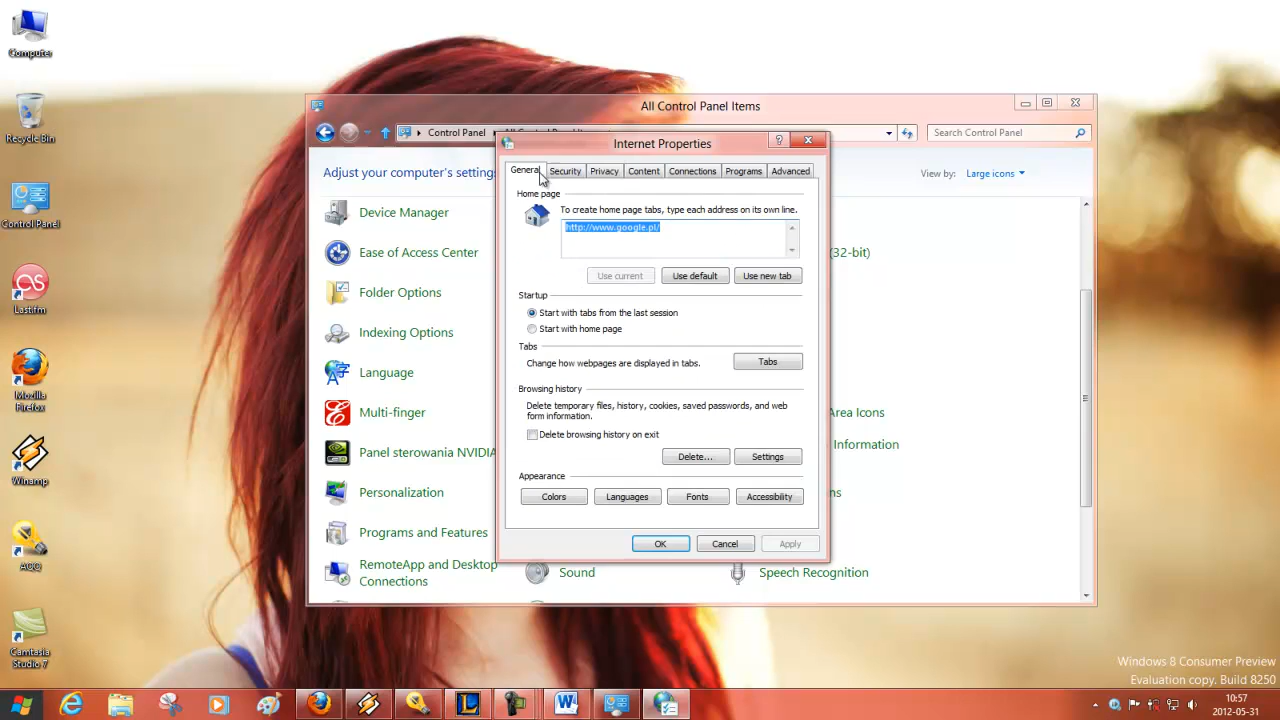 Computer
Recycle Bin
Control Panel
Last.fm
Mozilla
Firefox
Winamp
AQQ
Camtasia
Studio 7
All Control Panel Items
Control Panel
Search Control Panel
Adjust your computer's settings
View by: Large icons
Device Manager
Ease of Access Center
Folder Options
Indexing Options
Language
Multi-finger
Panel sterowania NVIDIA
Personalization
Programs and Features
RemoteApp and Desktop
Connections
(32-bit)
Area Icons
Information
Sound
Speech Recognition
Internet Properties
?
General Security Privacy Content Connections Programs Advanced
Home page
To create home page tabs, type each address on its own line.
http://www.google.pl/
Use current Use default Use new tab
Startup
Start with tabs from the last session
Start with home page
Tabs
Change how webpages are displayed in tabs. Tabs
Browsing history
Delete temporary files, history, cookies, saved passwords, and web
form information.
Delete browsing history on exit
Delete... Settings
Appearance
Colors Languages Fonts Accessibility
OK Cancel Apply
Windows 8 Consumer Preview
Evaluation copy. Build 8250
10:57
2012-05-31